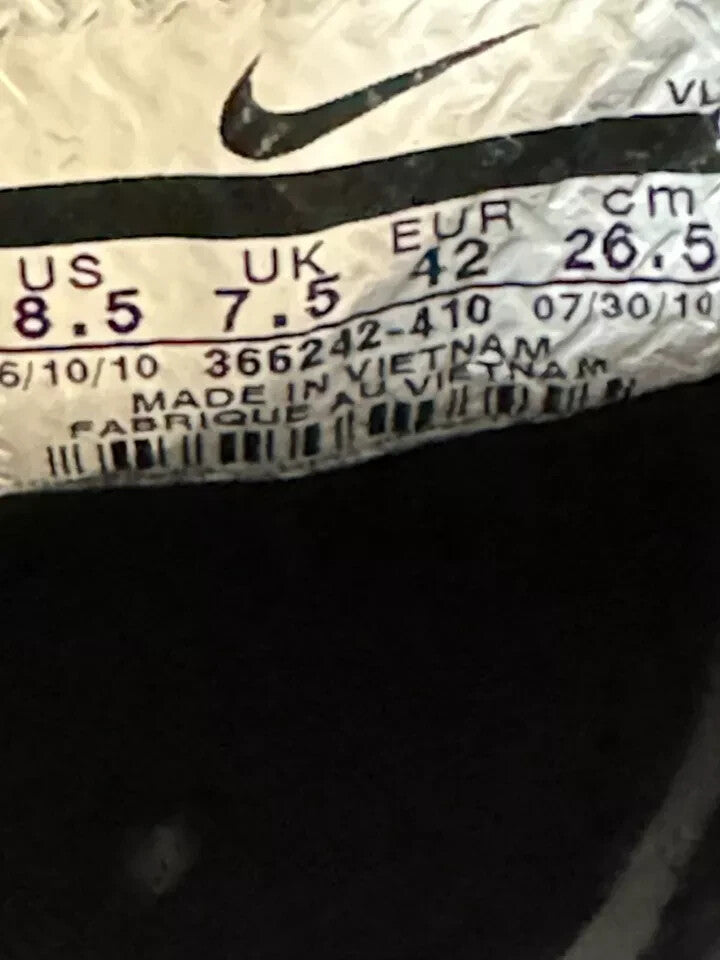 VL
US UK EUR cm
8.5 7.5 42 26.5
6/10/10 366242-410 07/30/10
MADE IN VIETNAM
FABRIQUE AU VIETNAM